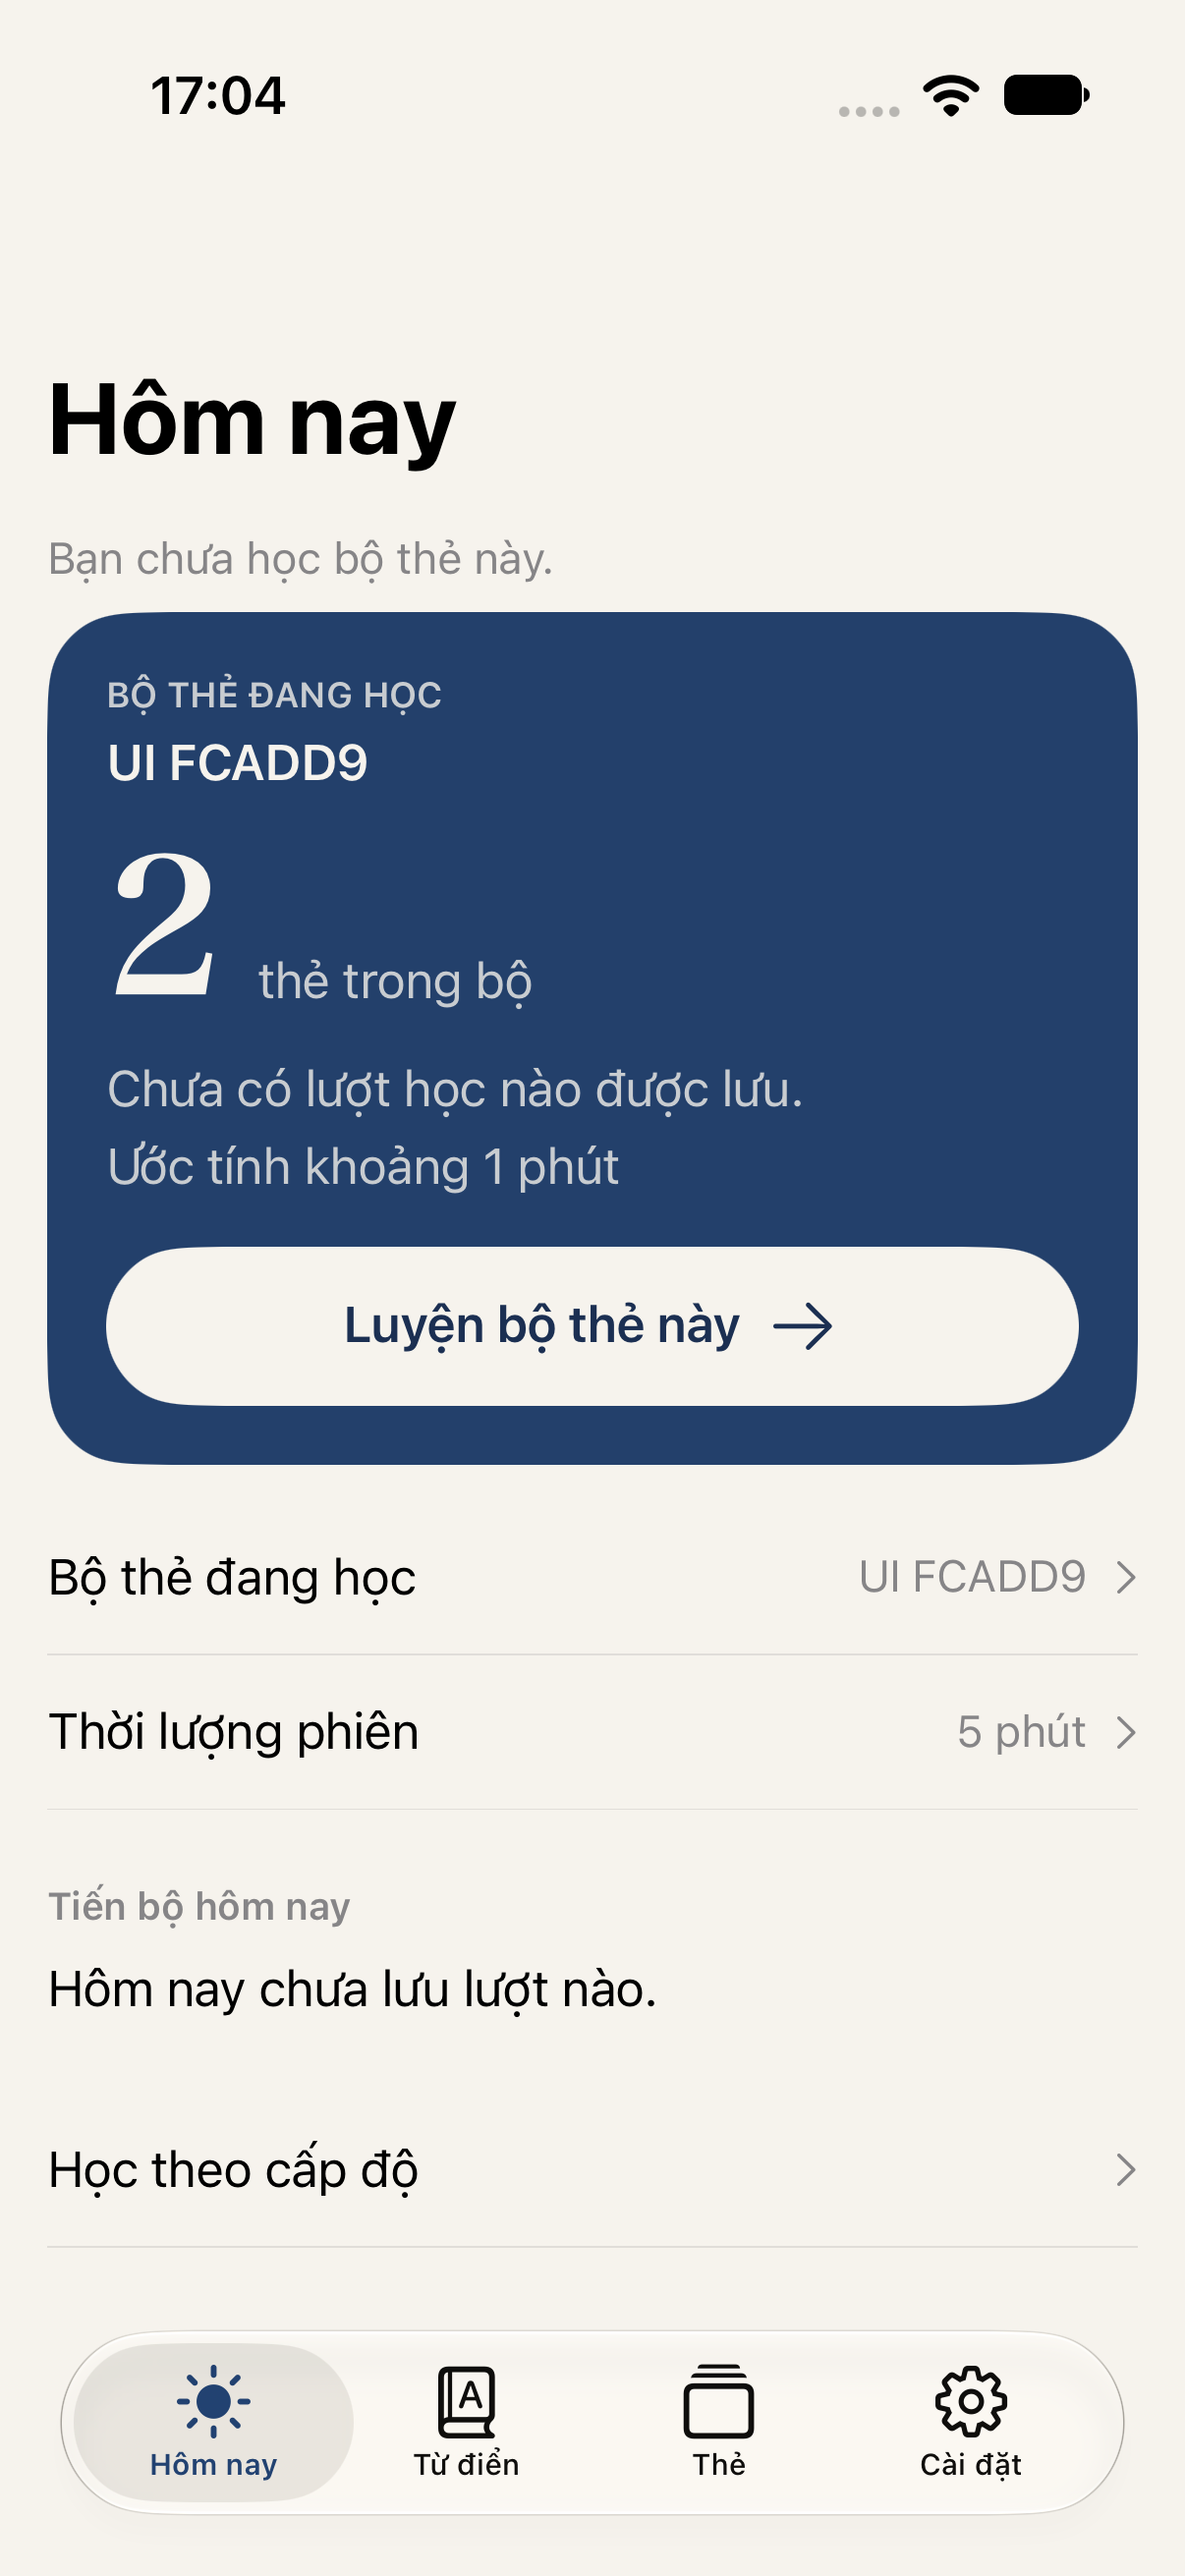 17:04
Hôm nay
Bạn chưa học bộ thẻ này.
BỘ THẺ ĐANG HỌC
UI FCADD9
2 thẻ trong bộ
Chưa có lượt học nào được lưu.
Ước tính khoảng 1 phút
Luyện bộ thẻ này
Bộ thẻ đang học UI FCADD9
Thời lượng phiên 5 phút
Tiến bộ hôm nay
Hôm nay chưa lưu lượt nào.
Học theo cấp độ
Hôm nay Từ điển Thẻ Cài đặt